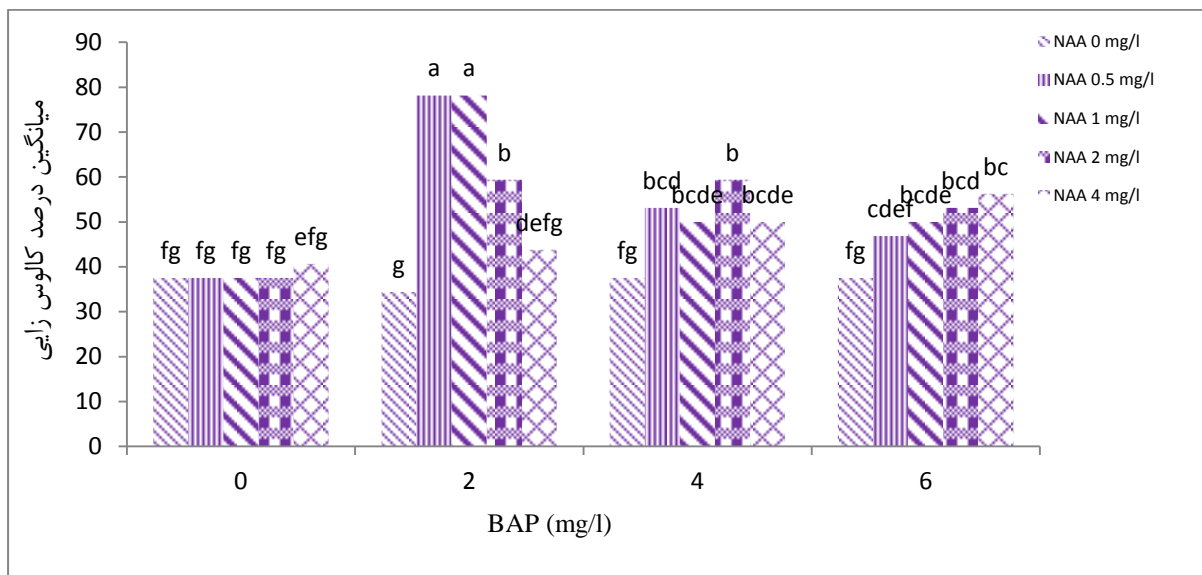 میانگین درصد کالوس زایی
90
80
70
60
50
40
30
20
10
0
fg fg fg fg efg
g a a b defg
fg bcd bcde b bcde
fg cdef bcde bcd bc
0 2 4 6
BAP (mg/l)
NAA 0 mg/l
NAA 0.5 mg/l
NAA 1 mg/l
NAA 2 mg/l
NAA 4 mg/l